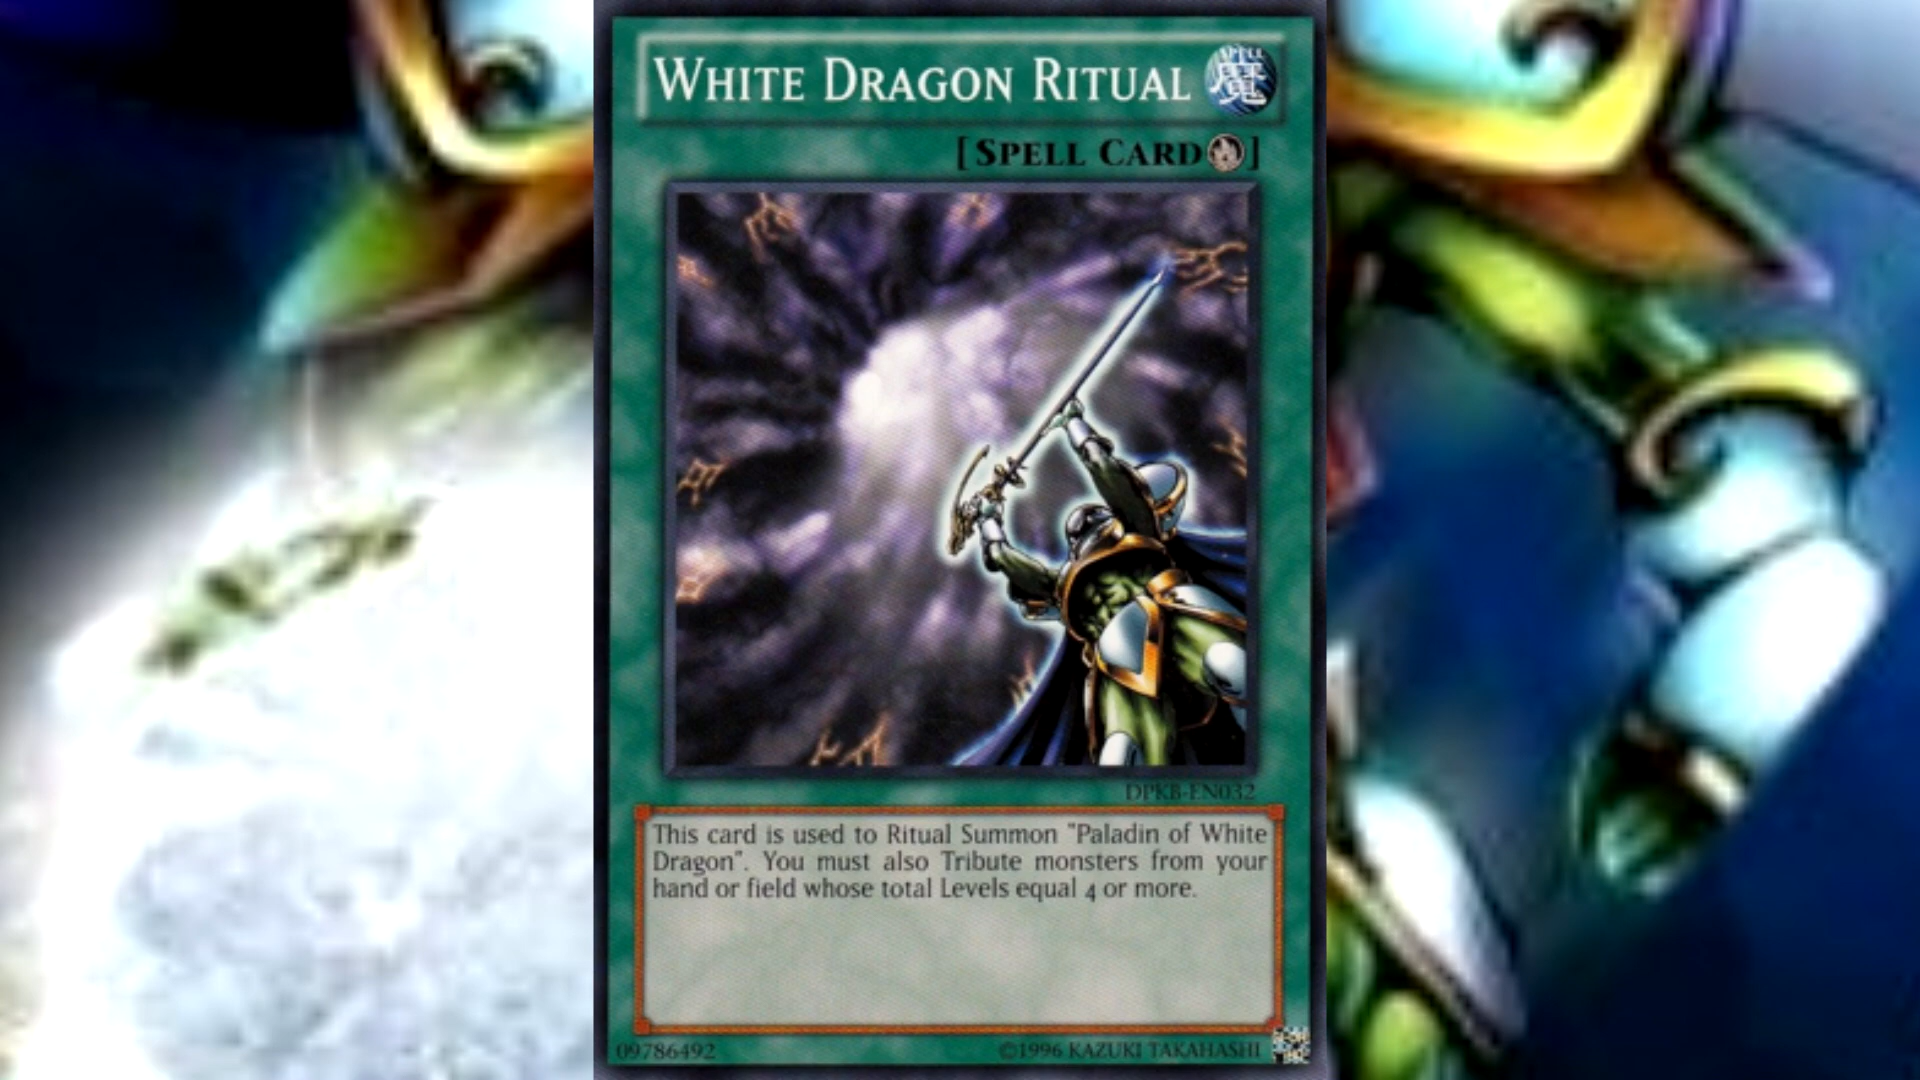 WHITE DRAGON RITUAL
SPELL
魔
[SPELL CARD]
DPKB-EN032
This card is used to Ritual Summon "Paladin of White
Dragon". You must also Tribute monsters from your
hand or field whose total Levels equal 4 or more.
09786492
©1996 KAZUKI TAKAHASHI